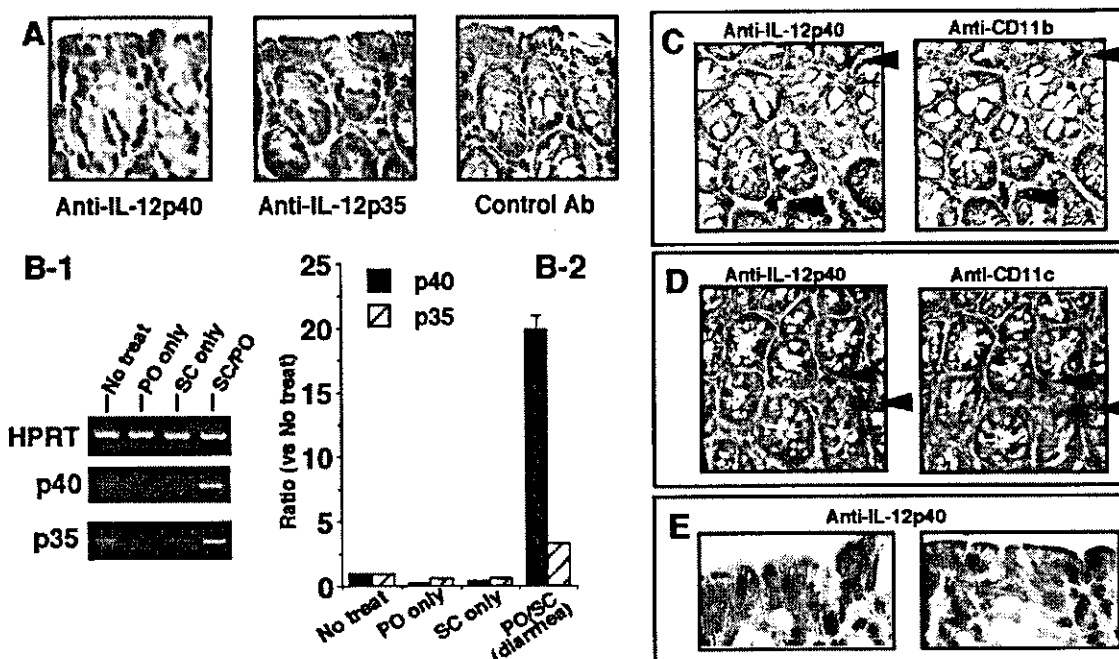 A
Anti-IL-12p40
Anti-IL-12p35
Control Ab
B-1
No treat
PO only
SC only
SC/PO
HPRT
p40
p35
B-2
25
20
15
10
5
0
Ratio (vs No treat)
p40
p35
No treat
PO only
SC only
PO/SC
(diarrhea)
C
Anti-IL-12p40
Anti-CD11b
D
Anti-IL-12p40
Anti-CD11c
E
Anti-IL-12p40